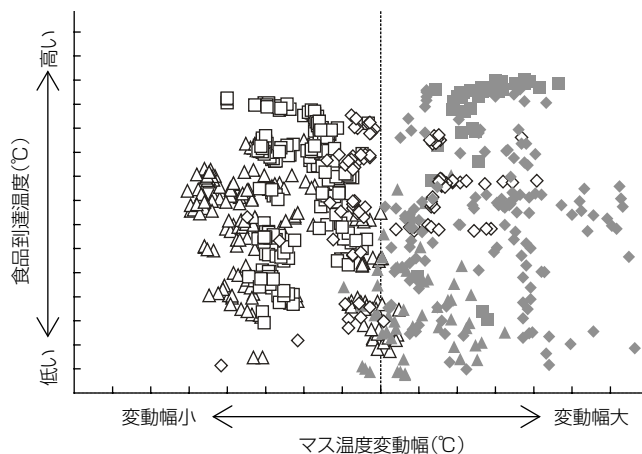 高い
食品到達温度(℃)
低い
変動幅小
変動幅大
マス温度変動幅(℃)